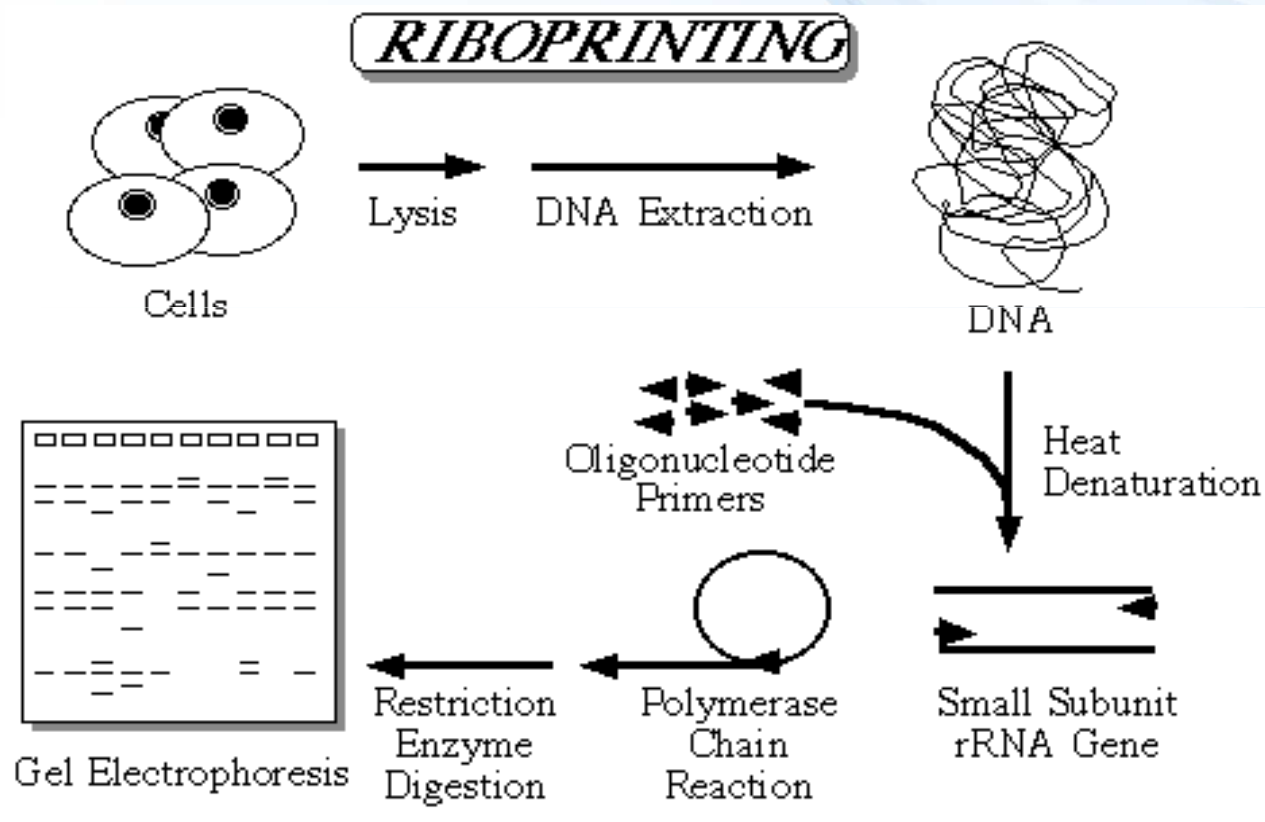 RIBOPRINTING
Lysis
DNA Extraction
Cells
DNA
Oligonucleotide
Primers
Heat
Denaturation
Small Subunit
rRNA Gene
Polymerase
Chain
Reaction
Restriction
Enzyme
Digestion
Gel Electrophoresis